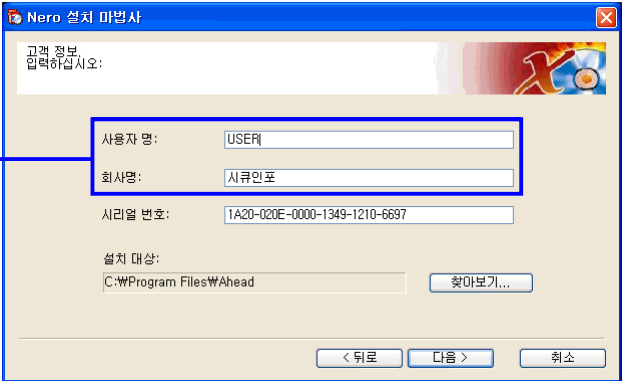 Nero 설치 마법사
고객 정보.
입력하십시오:
사용자 명: USER
회사명: 시큐인포
시리얼 번호: 1A20-020E-0000-1349-1210-6697
설치 대상:
C:₩Program Files₩Ahead 찾아보기...
< 뒤로 다음 > 취소